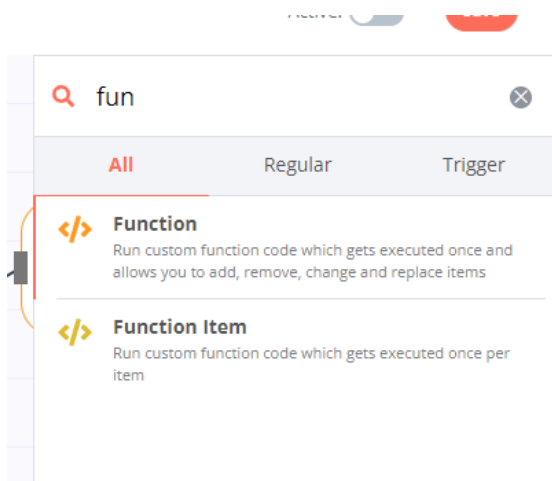 fun
All Regular Trigger
Function
Run custom function code which gets executed once and
allows you to add, remove, change and replace items
Function Item
Run custom function code which gets executed once per
item